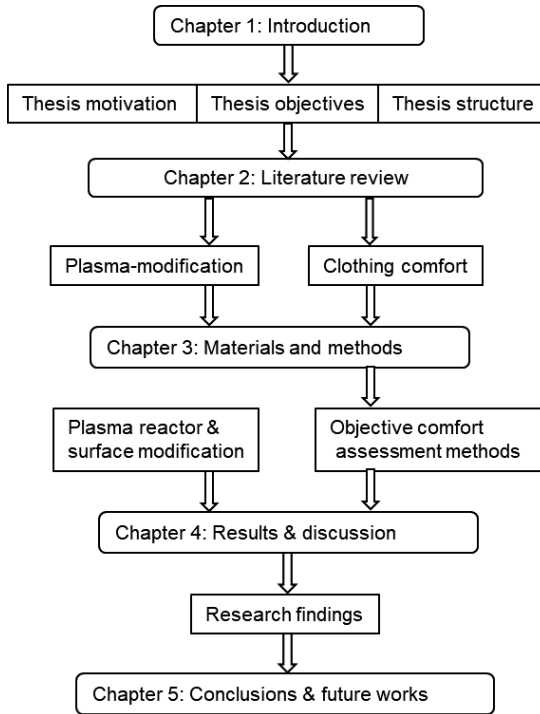 Chapter 1: Introduction
Thesis motivation
Thesis objectives
Thesis structure
Chapter 2: Literature review
Plasma-modification
Clothing comfort
Chapter 3: Materials and methods
Plasma reactor &
surface modification
Objective comfort
assessment methods
Chapter 4: Results & discussion
Research findings
Chapter 5: Conclusions & future works